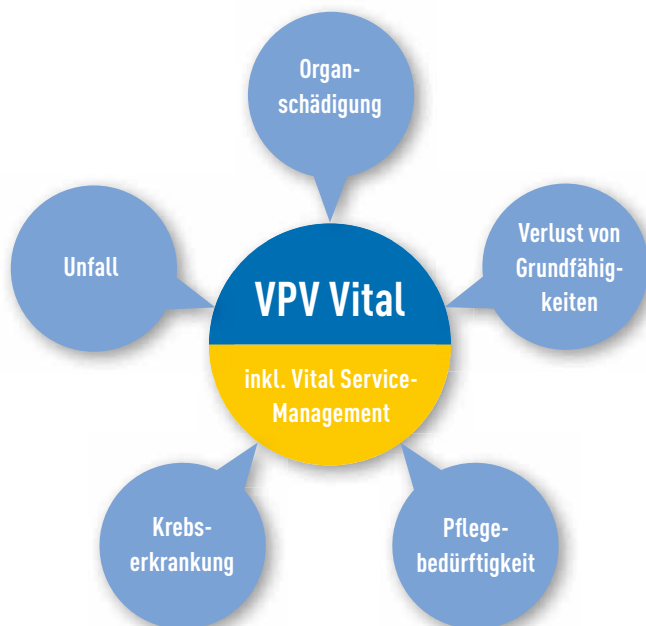 Organ-
schädigung
Unfall
Verlust von
Grundfähig-
keiten
VPV Vital
inkl. Vital Service-
Management
Krebs-
erkrankung
Pflege-
bedürftigkeit